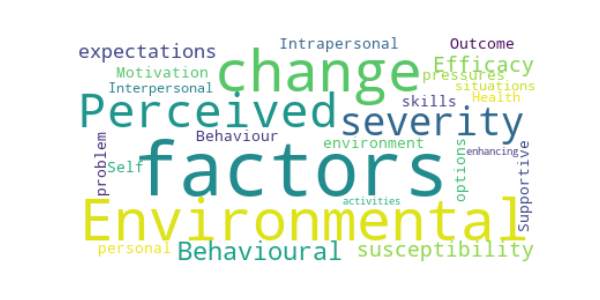 Intrapersonal
Outcome
expectations
change
Efficacy
Motivation
pressures
Interpersonal
situations
Perceived
skills
Health
severity
Behaviour
problem
environment
factors
enhancing
Self
options
Supportive
activities
Environmental
personal
Behavioural
susceptibility